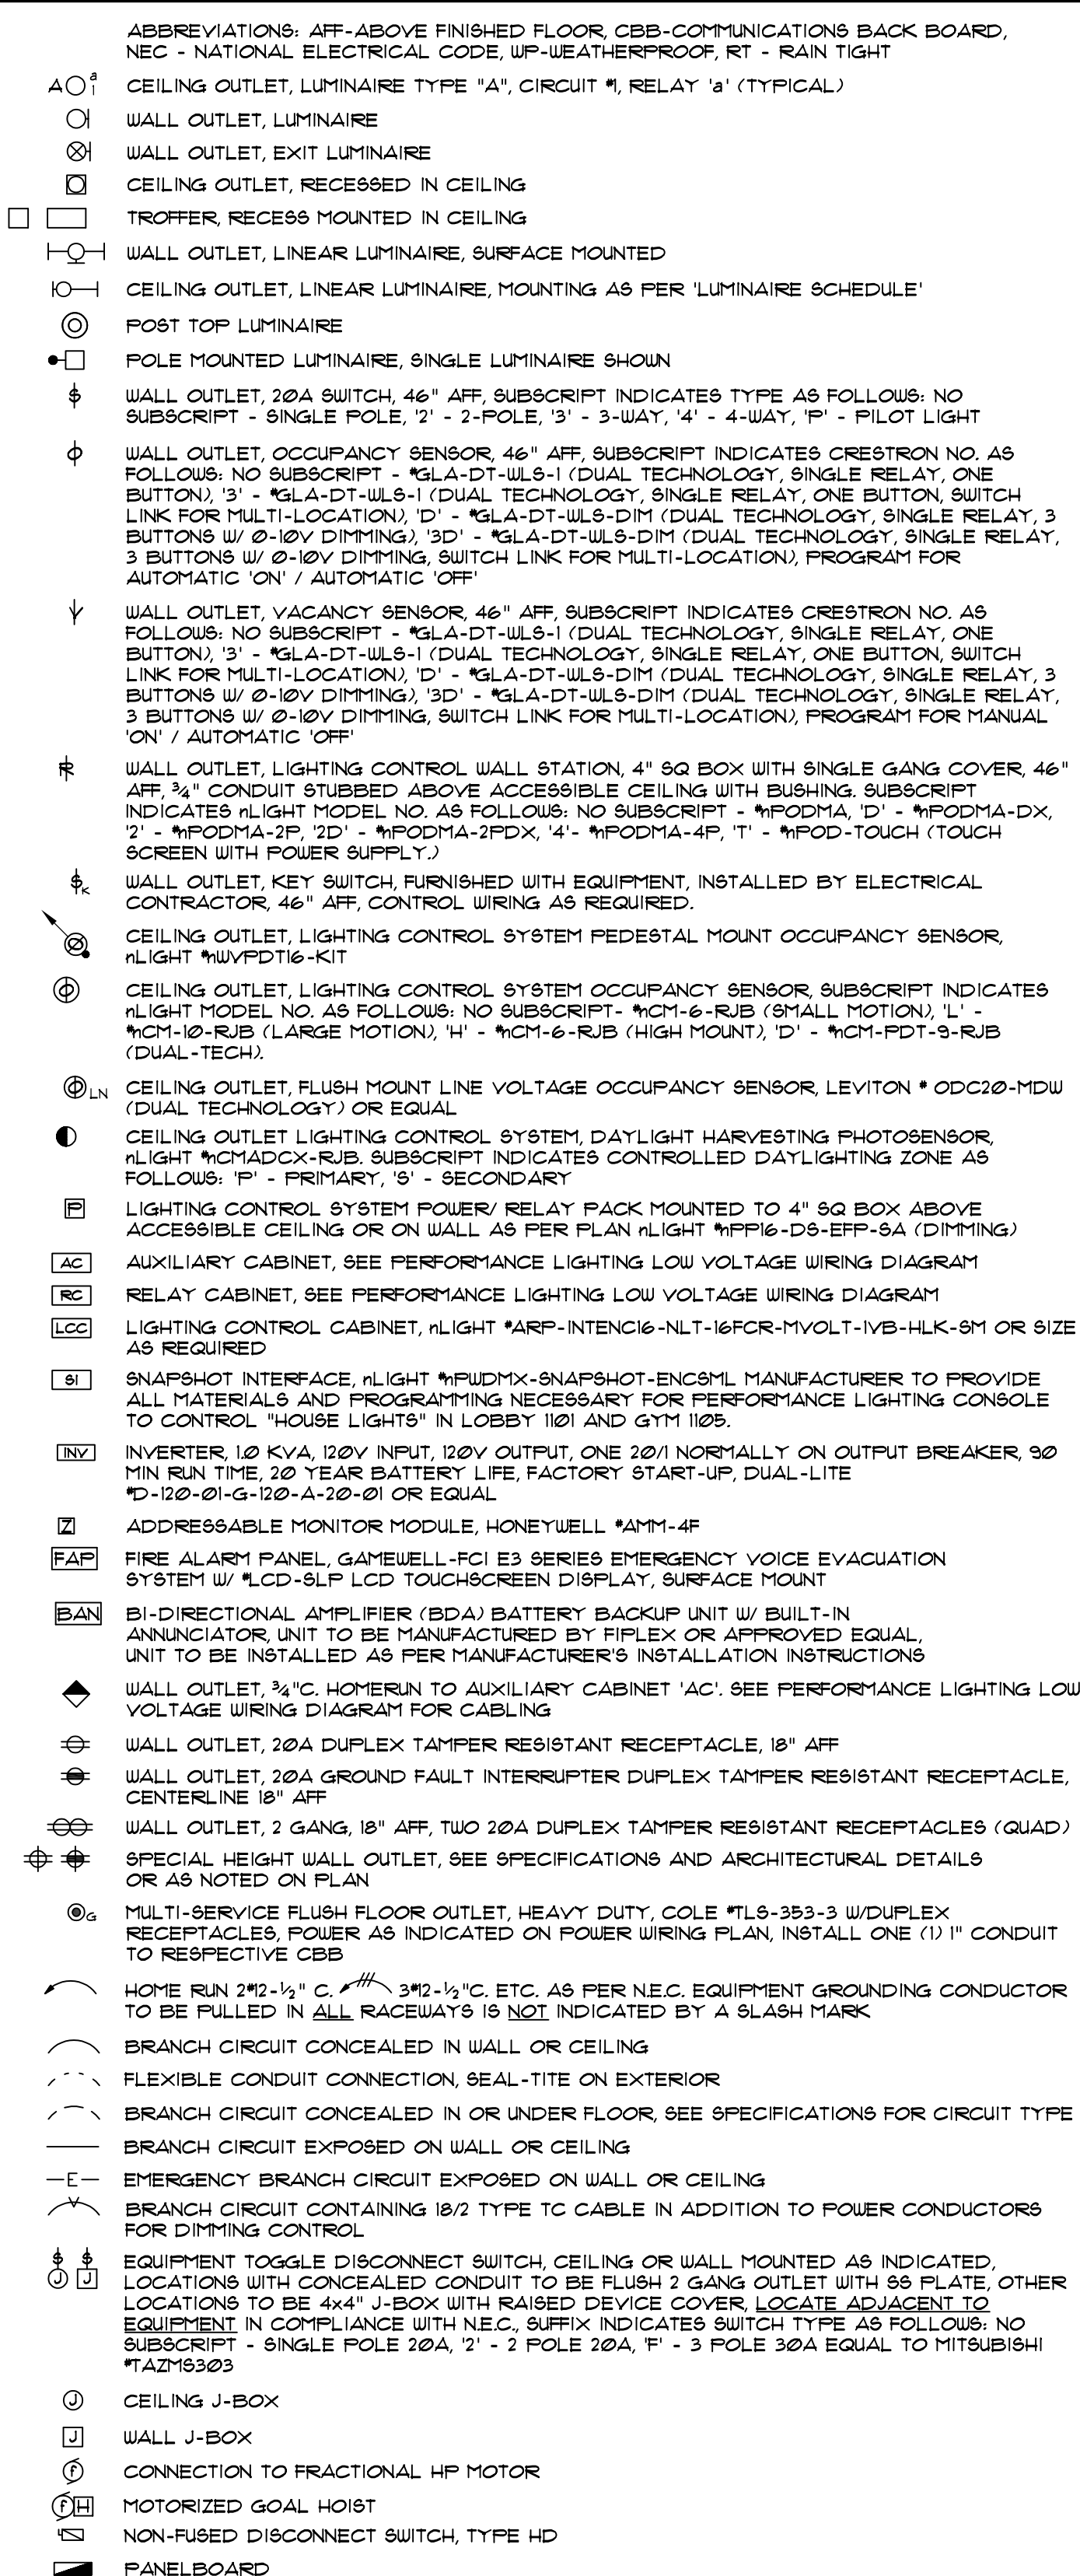 ABBREVIATIONS: AFF-ABOVE FINISHED FLOOR, CBB-COMMUNICATIONS BACK BOARD,
NEC - NATIONAL ELECTRICAL CODE, WP-WEATHERPROOF, RT - RAIN TIGHT
A a 1 CEILING OUTLET, LUMINAIRE TYPE "A", CIRCUIT #1, RELAY 'a' (TYPICAL)
WALL OUTLET, LUMINAIRE
WALL OUTLET, EXIT LUMINAIRE
CEILING OUTLET, RECESSED IN CEILING
TROFFER, RECESS MOUNTED IN CEILING
WALL OUTLET, LINEAR LUMINAIRE, SURFACE MOUNTED
CEILING OUTLET, LINEAR LUMINAIRE, MOUNTING AS PER 'LUMINAIRE SCHEDULE'
POST TOP LUMINAIRE
POLE MOUNTED LUMINAIRE, SINGLE LUMINAIRE SHOWN
$ WALL OUTLET, 20A SWITCH, 46" AFF, SUBSCRIPT INDICATES TYPE AS FOLLOWS: NO
SUBSCRIPT - SINGLE POLE, '2' - 2-POLE, '3' - 3-WAY, '4' - 4-WAY, 'P' - PILOT LIGHT
WALL OUTLET, OCCUPANCY SENSOR, 46" AFF, SUBSCRIPT INDICATES CRESTRON NO. AS
FOLLOWS: NO SUBSCRIPT - #GLA-DT-WLS-1 (DUAL TECHNOLOGY, SINGLE RELAY, ONE
BUTTON), '3' - #GLA-DT-WLS-1 (DUAL TECHNOLOGY, SINGLE RELAY, ONE BUTTON, SWITCH
LINK FOR MULTI-LOCATION), 'D' - #GLA-DT-WLS-DIM (DUAL TECHNOLOGY, SINGLE RELAY, 3
BUTTONS W/ 0-10V DIMMING), '3D' - #GLA-DT-WLS-DIM (DUAL TECHNOLOGY, SINGLE RELAY,
3 BUTTONS W/ 0-10V DIMMING, SWITCH LINK FOR MULTI-LOCATION), PROGRAM FOR
AUTOMATIC 'ON' / AUTOMATIC 'OFF'
WALL OUTLET, VACANCY SENSOR, 46" AFF, SUBSCRIPT INDICATES CRESTRON NO. AS
FOLLOWS: NO SUBSCRIPT - #GLA-DT-WLS-1 (DUAL TECHNOLOGY, SINGLE RELAY, ONE
BUTTON), '3' - #GLA-DT-WLS-1 (DUAL TECHNOLOGY, SINGLE RELAY, ONE BUTTON, SWITCH
LINK FOR MULTI-LOCATION), 'D' - #GLA-DT-WLS-DIM (DUAL TECHNOLOGY, SINGLE RELAY, 3
BUTTONS W/ 0-10V DIMMING), '3D' - #GLA-DT-WLS-DIM (DUAL TECHNOLOGY, SINGLE RELAY,
3 BUTTONS W/ 0-10V DIMMING, SWITCH LINK FOR MULTI-LOCATION), PROGRAM FOR MANUAL
'ON' / AUTOMATIC 'OFF'
R WALL OUTLET, LIGHTING CONTROL WALL STATION, 4" SQ BOX WITH SINGLE GANG COVER, 46"
AFF, ¾" CONDUIT STUBBED ABOVE ACCESSIBLE CEILING WITH BUSHING. SUBSCRIPT
INDICATES nLIGHT MODEL NO. AS FOLLOWS: NO SUBSCRIPT - #nPODMA, 'D' - #nPODMA-DX,
'2' - #nPODMA-2P, '2D' - #nPODMA-2PDX, '4'- #nPODMA-4P, 'T' - #nPOD-TOUCH (TOUCH
SCREEN WITH POWER SUPPLY.)
$K WALL OUTLET, KEY SWITCH, FURNISHED WITH EQUIPMENT, INSTALLED BY ELECTRICAL
CONTRACTOR, 46" AFF, CONTROL WIRING AS REQUIRED.
CEILING OUTLET, LIGHTING CONTROL SYSTEM PEDESTAL MOUNT OCCUPANCY SENSOR,
nLIGHT #nWVPDT16-KIT
CEILING OUTLET, LIGHTING CONTROL SYSTEM OCCUPANCY SENSOR, SUBSCRIPT INDICATES
nLIGHT MODEL NO. AS FOLLOWS: NO SUBSCRIPT- #nCM-6-RJB (SMALL MOTION), 'L' -
#nCM-10-RJB (LARGE MOTION), 'H' - #nCM-6-RJB (HIGH MOUNT), 'D' - #nCM-PDT-9-RJB
(DUAL-TECH).
LN CEILING OUTLET, FLUSH MOUNT LINE VOLTAGE OCCUPANCY SENSOR, LEVITON # ODC20-MDW
(DUAL TECHNOLOGY) OR EQUAL
CEILING OUTLET LIGHTING CONTROL SYSTEM, DAYLIGHT HARVESTING PHOTOSENSOR,
nLIGHT #nCMADCX-RJB. SUBSCRIPT INDICATES CONTROLLED DAYLIGHTING ZONE AS
FOLLOWS: 'P' - PRIMARY, 'S' - SECONDARY
P LIGHTING CONTROL SYSTEM POWER/ RELAY PACK MOUNTED TO 4" SQ BOX ABOVE
ACCESSIBLE CEILING OR ON WALL AS PER PLAN nLIGHT #nPP16-DS-EFP-SA (DIMMING)
AC AUXILIARY CABINET, SEE PERFORMANCE LIGHTING LOW VOLTAGE WIRING DIAGRAM
RC RELAY CABINET, SEE PERFORMANCE LIGHTING LOW VOLTAGE WIRING DIAGRAM
LCC LIGHTING CONTROL CABINET, nLIGHT #ARP-INTENC16-NLT-16FCR-MVOLT-IVB-HLK-SM OR SIZE
AS REQUIRED
SI SNAPSHOT INTERFACE, nLIGHT #nPWDMX-SNAPSHOT-ENCSML MANUFACTURER TO PROVIDE
ALL MATERIALS AND PROGRAMMING NECESSARY FOR PERFORMANCE LIGHTING CONSOLE
TO CONTROL "HOUSE LIGHTS" IN LOBBY 1101 AND GYM 1105.
INV INVERTER, 1.0 KVA, 120V INPUT, 120V OUTPUT, ONE 20/1 NORMALLY ON OUTPUT BREAKER, 90
MIN RUN TIME, 20 YEAR BATTERY LIFE, FACTORY START-UP, DUAL-LITE
#D-120-01-G-120-A-20-01 OR EQUAL
Z ADDRESSABLE MONITOR MODULE, HONEYWELL #AMM-4F
FAP FIRE ALARM PANEL, GAMEWELL-FCI E3 SERIES EMERGENCY VOICE EVACUATION
SYSTEM W/ #LCD-SLP LCD TOUCHSCREEN DISPLAY, SURFACE MOUNT
BAN BI-DIRECTIONAL AMPLIFIER (BDA) BATTERY BACKUP UNIT W/ BUILT-IN
ANNUNCIATOR, UNIT TO BE MANUFACTURED BY FIPLEX OR APPROVED EQUAL,
UNIT TO BE INSTALLED AS PER MANUFACTURER'S INSTALLATION INSTRUCTIONS
WALL OUTLET, ¾"C. HOMERUN TO AUXILIARY CABINET 'AC'. SEE PERFORMANCE LIGHTING LOW
VOLTAGE WIRING DIAGRAM FOR CABLING
WALL OUTLET, 20A DUPLEX TAMPER RESISTANT RECEPTACLE, 18" AFF
WALL OUTLET, 20A GROUND FAULT INTERRUPTER DUPLEX TAMPER RESISTANT RECEPTACLE,
CENTERLINE 18" AFF
WALL OUTLET, 2 GANG, 18" AFF, TWO 20A DUPLEX TAMPER RESISTANT RECEPTACLES (QUAD)
SPECIAL HEIGHT WALL OUTLET, SEE SPECIFICATIONS AND ARCHITECTURAL DETAILS
OR AS NOTED ON PLAN
G MULTI-SERVICE FLUSH FLOOR OUTLET, HEAVY DUTY, COLE #TLS-353-3 W/DUPLEX
RECEPTACLES, POWER AS INDICATED ON POWER WIRING PLAN, INSTALL ONE (1) 1" CONDUIT
TO RESPECTIVE CBB
HOME RUN 2#12-½" C. 3#12-½"C. ETC. AS PER N.E.C. EQUIPMENT GROUNDING CONDUCTOR
TO BE PULLED IN ALL RACEWAYS IS NOT INDICATED BY A SLASH MARK
BRANCH CIRCUIT CONCEALED IN WALL OR CEILING
FLEXIBLE CONDUIT CONNECTION, SEAL-TITE ON EXTERIOR
BRANCH CIRCUIT CONCEALED IN OR UNDER FLOOR, SEE SPECIFICATIONS FOR CIRCUIT TYPE
BRANCH CIRCUIT EXPOSED ON WALL OR CEILING
E EMERGENCY BRANCH CIRCUIT EXPOSED ON WALL OR CEILING
V BRANCH CIRCUIT CONTAINING 18/2 TYPE TC CABLE IN ADDITION TO POWER CONDUCTORS
FOR DIMMING CONTROL
$ $ EQUIPMENT TOGGLE DISCONNECT SWITCH, CEILING OR WALL MOUNTED AS INDICATED,
J J LOCATIONS WITH CONCEALED CONDUIT TO BE FLUSH 2 GANG OUTLET WITH SS PLATE, OTHER
LOCATIONS TO BE 4x4" J-BOX WITH RAISED DEVICE COVER, LOCATE ADJACENT TO
EQUIPMENT IN COMPLIANCE WITH N.E.C., SUFFIX INDICATES SWITCH TYPE AS FOLLOWS: NO
SUBSCRIPT - SINGLE POLE 20A, '2' - 2 POLE 20A, 'F' - 3 POLE 30A EQUAL TO MITSUBISHI
#TAZMS303
J CEILING J-BOX
J WALL J-BOX
f CONNECTION TO FRACTIONAL HP MOTOR
f H MOTORIZED GOAL HOIST
NON-FUSED DISCONNECT SWITCH, TYPE HD
PANELBOARD